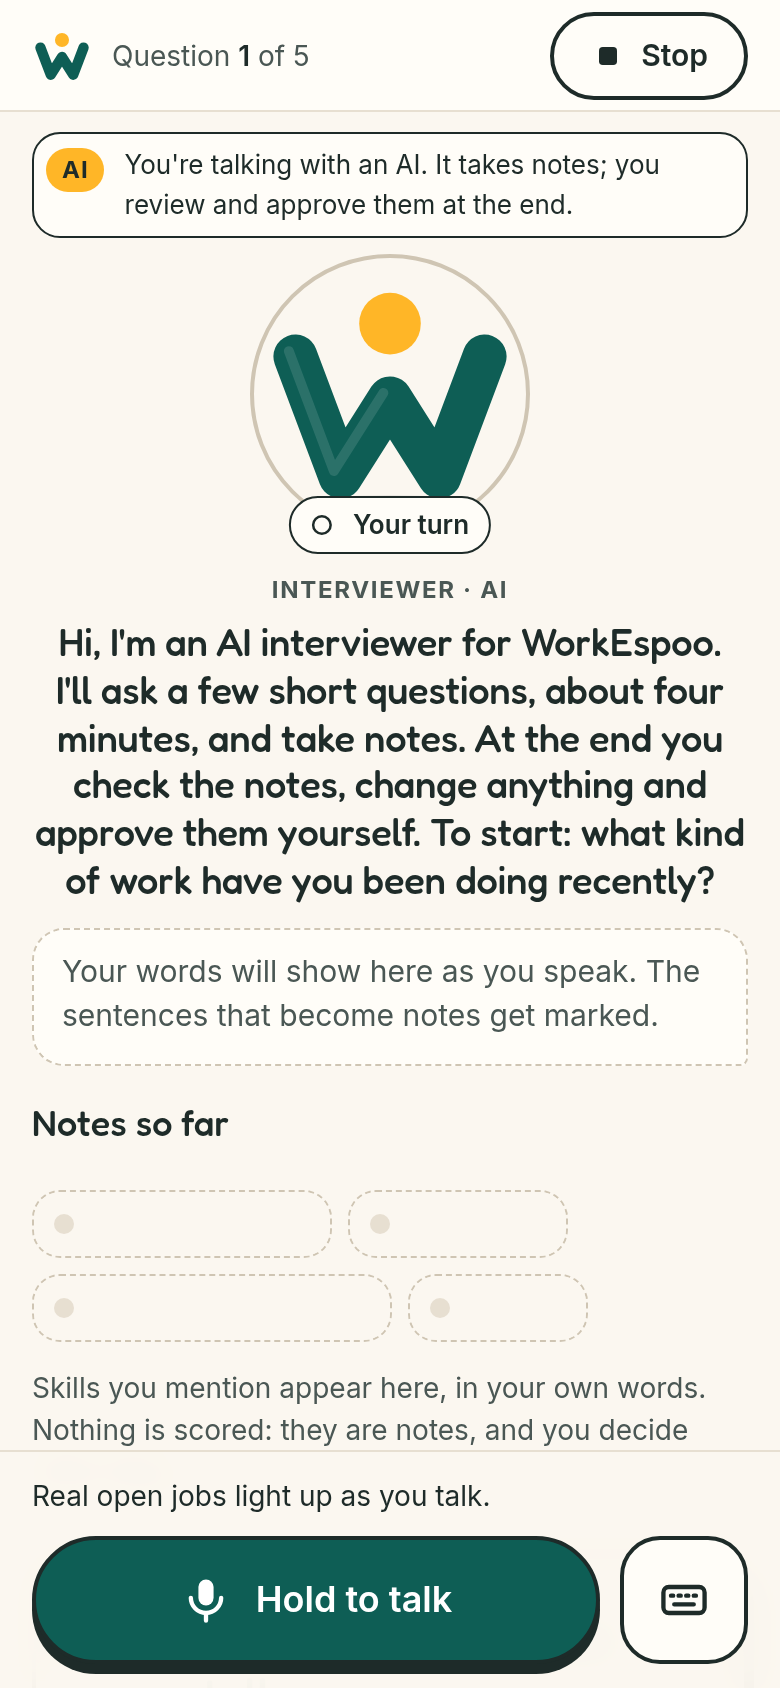 Question 1 of 5
Stop
AI
You're talking with an AI. It takes notes; you
review and approve them at the end.
Your turn
INTERVIEWER · AI
Hi, I'm an AI interviewer for WorkEspoo.
I'll ask a few short questions, about four
minutes, and take notes. At the end you
check the notes, change anything and
approve them yourself. To start: what kind
of work have you been doing recently?
Your words will show here as you speak. The
sentences that become notes get marked.
Notes so far
Skills you mention appear here, in your own words.
Nothing is scored: they are notes, and you decide
Real open jobs light up as you talk.
Hold to talk